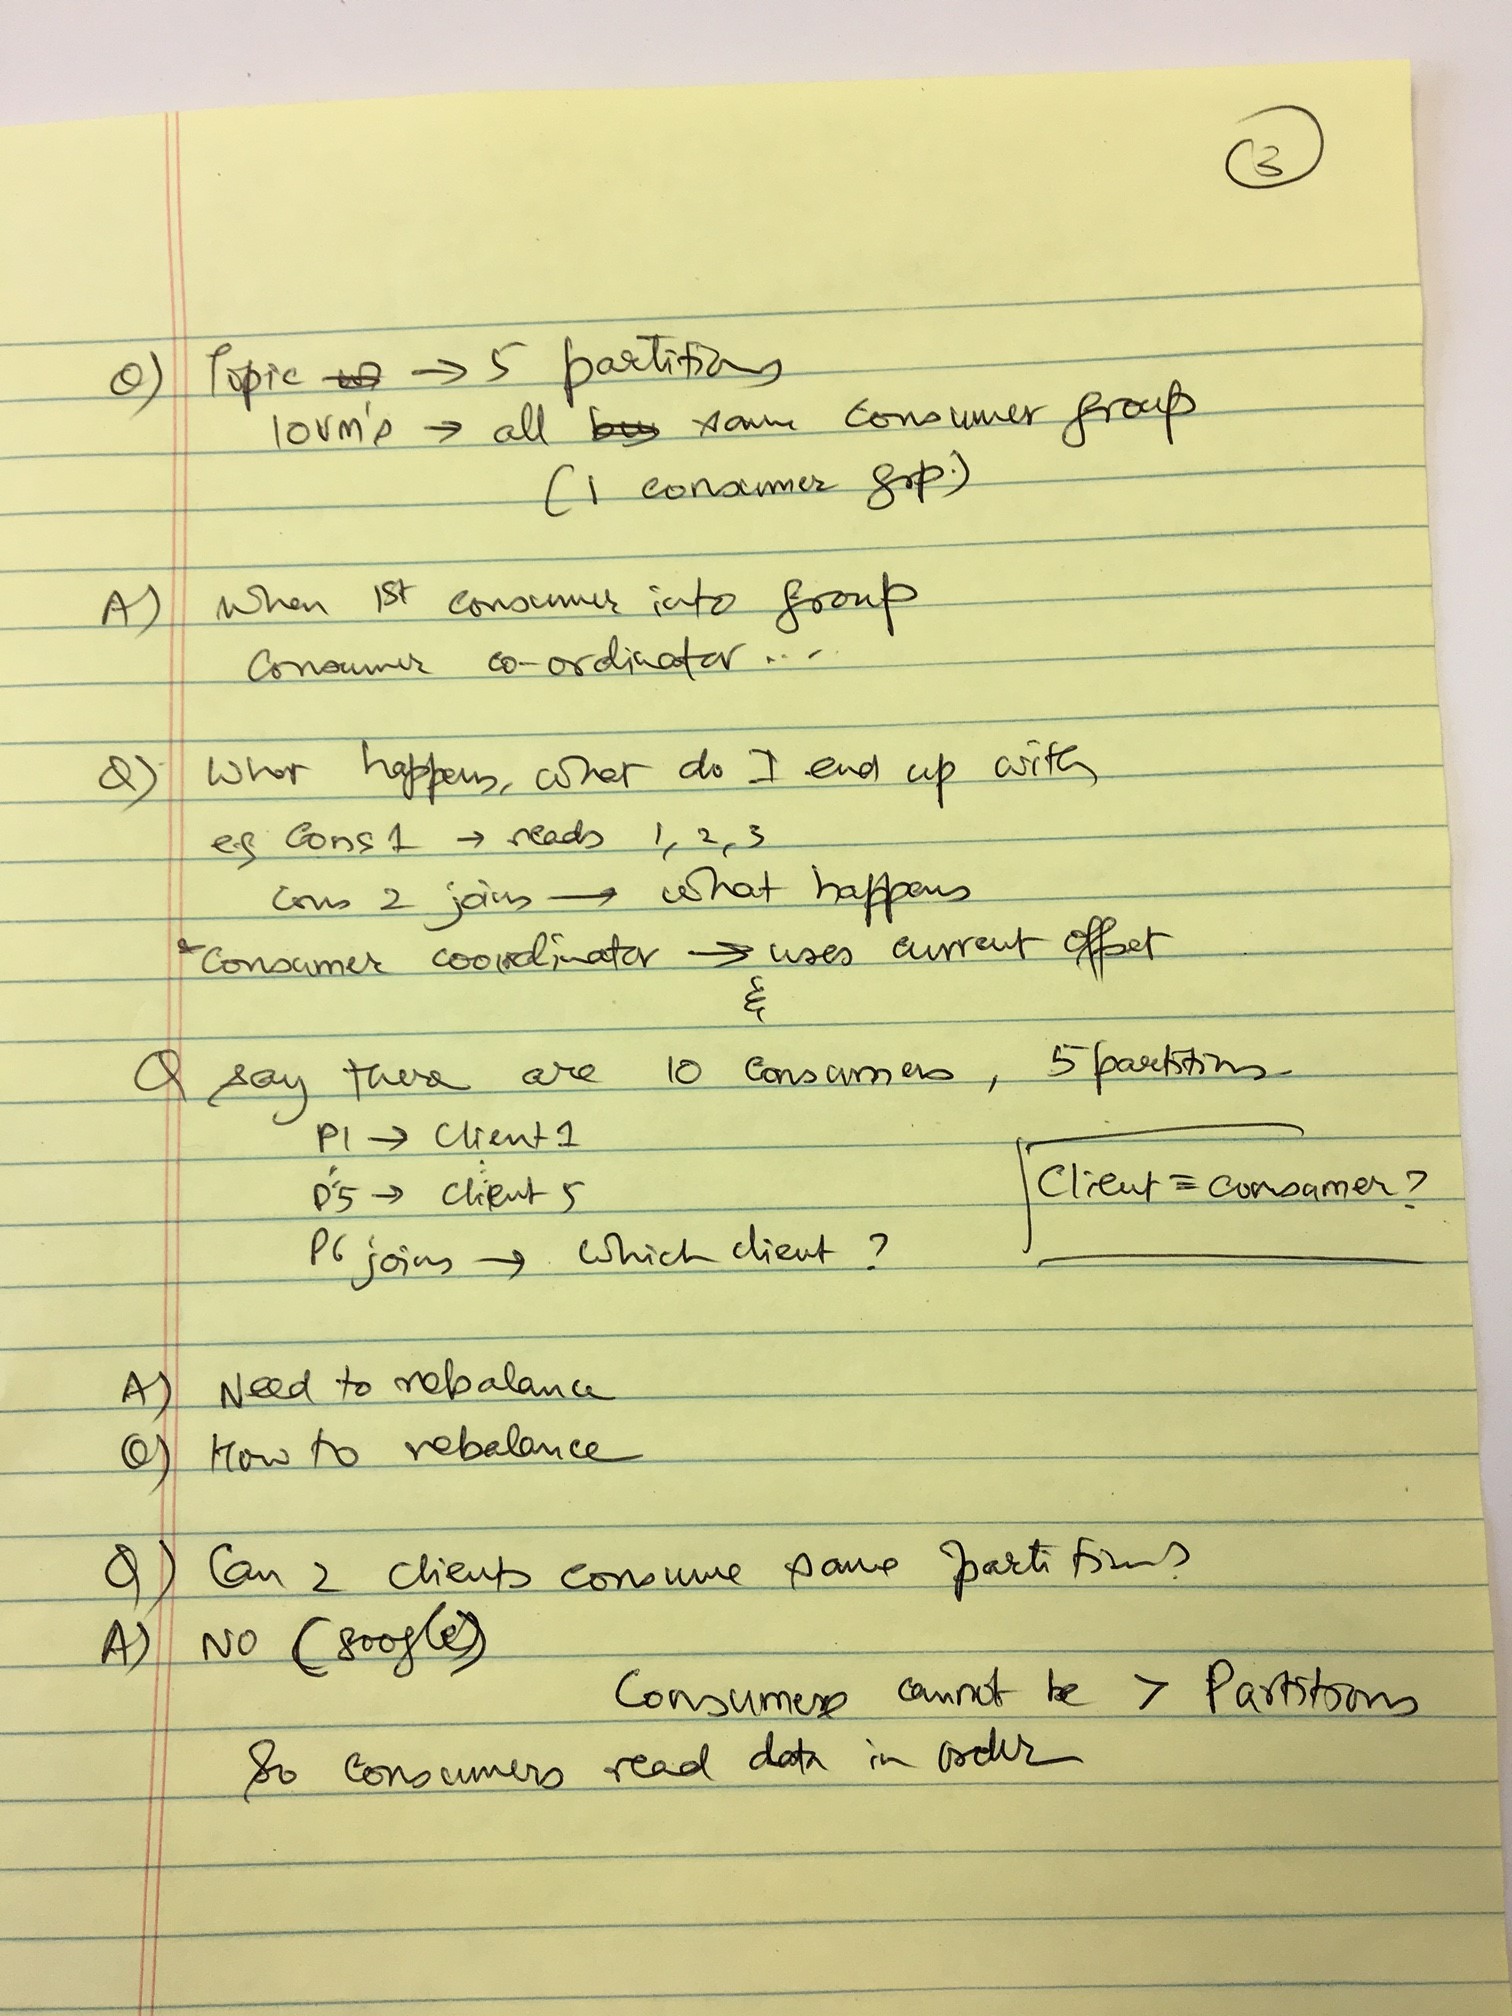 3
Q) Topic → 5 partitions
10VM's → all same consumer group
(1 consumer grp.)
A) When 1st consumer into group
Consumer co-ordinator ...
Q) What happens, what do I end up with
eg Cons 1 → reads 1, 2, 3
Cons 2 joins → what happens
*Consumer coordinator → uses current offset
&
Q say there are 10 consumers, 5 partitions
P1 → Client 1
P5 → Client 5
Client = consumer?
P6 joins → which client?
A) Need to rebalance
Q) How to rebalance
Q) Can 2 clients consume same partitions?
A) NO (google)
Consumers cannot be > Partitions
So consumers read data in order